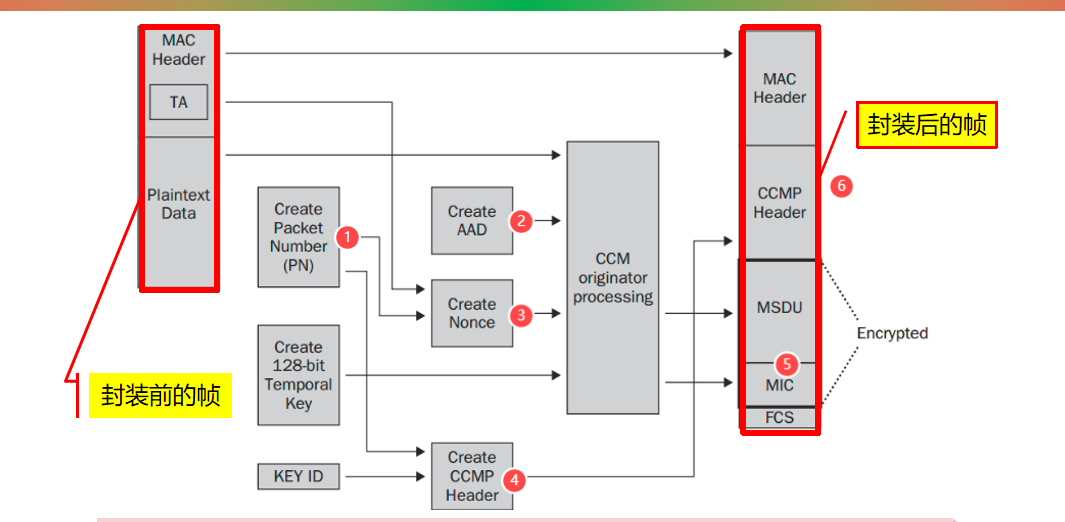 MAC
Header
TA
Plaintext
Data
封装前的帧
Create
Packet
Number
(PN)
1
Create
128-bit
Temporal
Key
KEY ID
Create
AAD
2
Create
Nonce
3
Create
CCMP
Header
4
CCM
originator
processing
MAC
Header
CCMP
Header
MSDU
5
MIC
FCS
封装后的帧
6
Encrypted